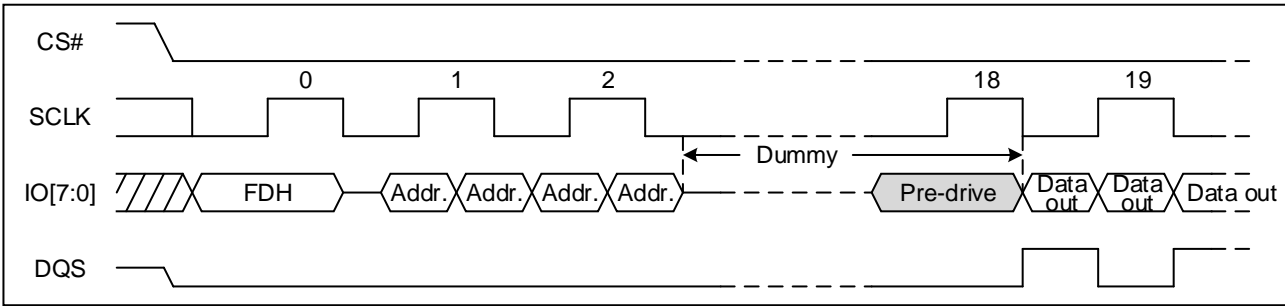 CS#
0 1 2 18 19
SCLK
Dummy
IO[7:0] FDH Addr. Addr. Addr. Addr. Pre-drive Data out Data out Data out
DQS